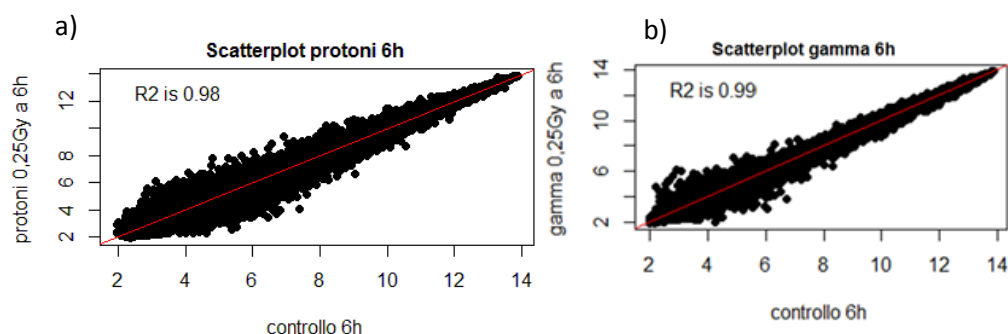 a)
Scatterplot protoni 6h
protoni 0,25Gy a 6h
R2 is 0.98
12
8
6
4
2
2 4 6 8 10 12 14
controllo 6h
b)
Scatterplot gamma 6h
gamma 0,25Gy a 6h
R2 is 0.99
14
10
6
2
2 4 6 8 10 12 14
controllo 6h